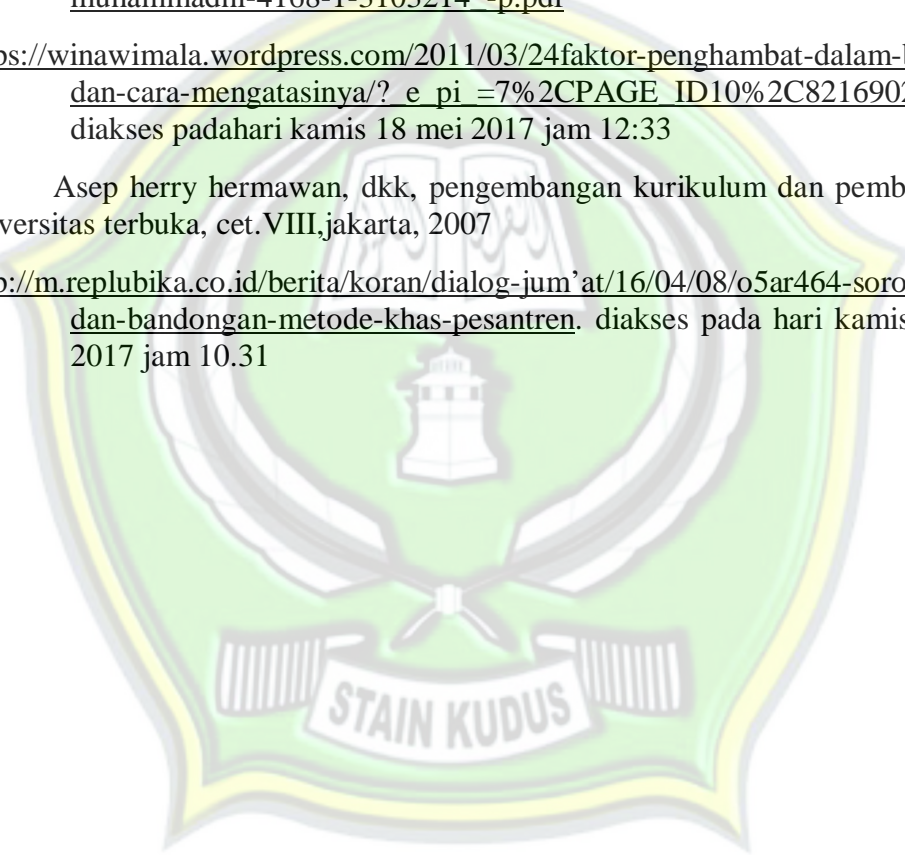 muhammadni-4168-1-3103214_-p.pdf
ps://winawimala.wordpress.com/2011/03/24faktor-penghambat-dalam-b
dan-cara-mengatasinya/?_e_pi_=7%2CPAGE_ID10%2C8216902
diakses padahari kamis 18 mei 2017 jam 12:33
Asep herry hermawan, dkk, pengembangan kurikulum dan pemb
versitas terbuka, cet.VIII,jakarta, 2007
p://m.replubika.co.id/berita/koran/dialog-jum’at/16/04/08/o5ar464-soro
dan-bandongan-metode-khas-pesantren. diakses pada hari kamis
2017 jam 10.31
STAIN KUDUS